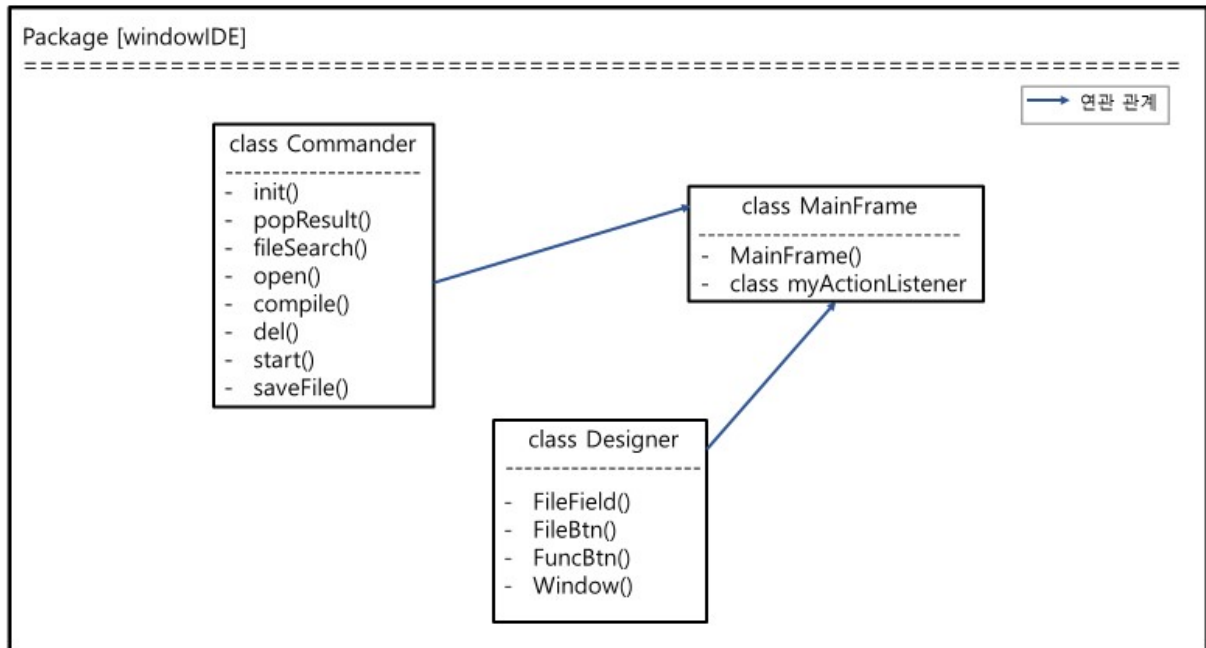 Package [windowIDE]
=======================================================================
연관 관계
class Commander
--------------------
- init()
- popResult()
- fileSearch()
- open()
- compile()
- del()
- start()
- saveFile()
class MainFrame
------------------------
- MainFrame()
- class myActionListener
class Designer
--------------------
- FileField()
- FileBtn()
- FuncBtn()
- Window()